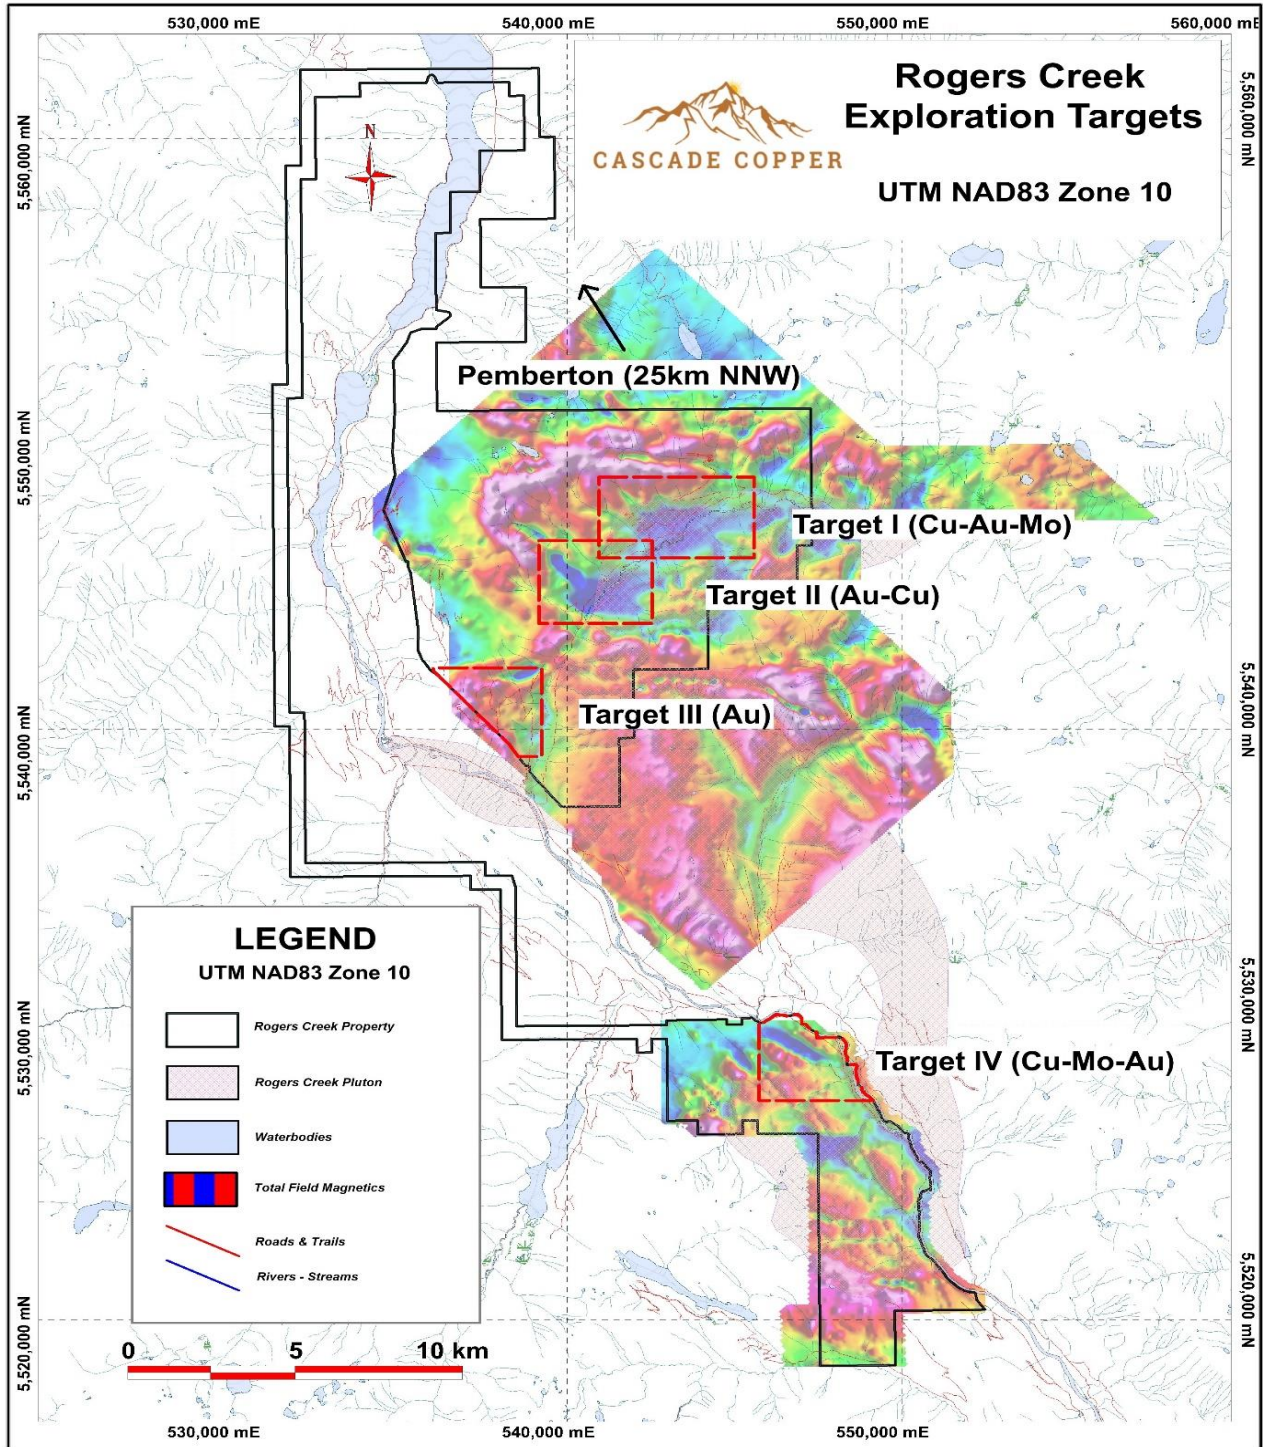 530,000 mE
540,000 mE
550,000 mE
560,000 mE
Rogers Creek
Exploration Targets
UTM NAD83 Zone 10
CASCADE COPPER
N
5,560,000 mN
5,560,000 mN
Pemberton (25km NNW)
5,550,000 mN
5,550,000 mN
Target I (Cu-Au-Mo)
Target II (Au-Cu)
Target III (Au)
5,540,000 mN
5,540,000 mN
LEGEND
UTM NAD83 Zone 10
Rogers Creek Property
Rogers Creek Pluton
Waterbodies
Total Field Magnetics
Roads & Trails
Rivers - Streams
5,530,000 mN
5,530,000 mN
Target IV (Cu-Mo-Au)
5,520,000 mN
5,520,000 mN
0 5 10 km
530,000 mE
540,000 mE
550,000 mE